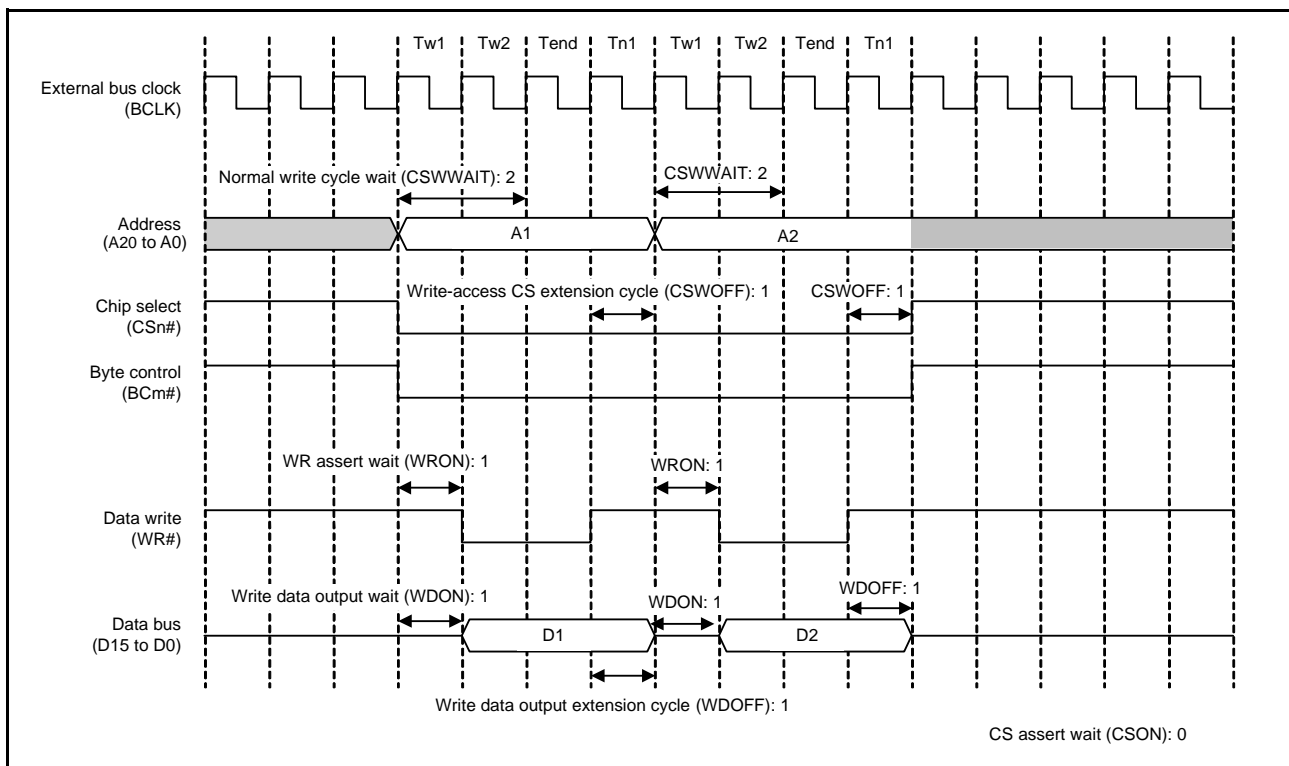 Tw1 Tw2 Tend Tn1 Tw1 Tw2 Tend Tn1
External bus clock
(BCLK)
Normal write cycle wait (CSWWAIT): 2
CSWWAIT: 2
Address
(A20 to A0)
A1
A2
Write-access CS extension cycle (CSWOFF): 1
CSWOFF: 1
Chip select
(CSn#)
Byte control
(BCm#)
WR assert wait (WRON): 1
WRON: 1
Data write
(WR#)
Write data output wait (WDON): 1
WDON: 1
WDOFF: 1
Data bus
(D15 to D0)
D1
D2
Write data output extension cycle (WDOFF): 1
CS assert wait (CSON): 0